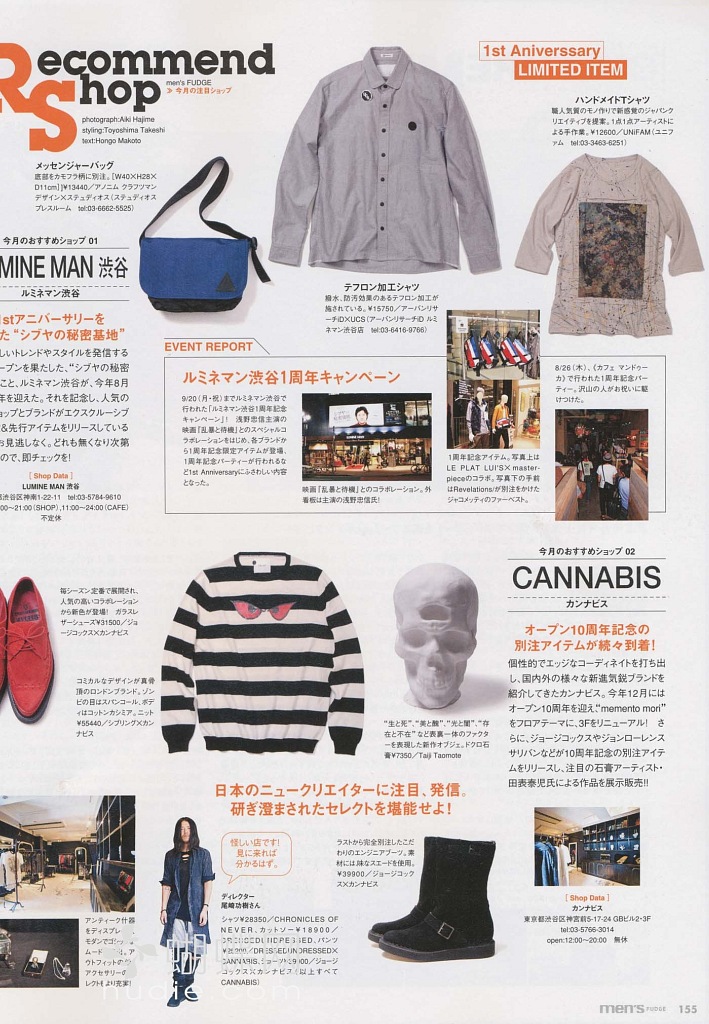 Recommend
Shop
men's FUDGE
≫ 今月の注目ショップ
photograph:Aiki Hajime
styling:Toyoshima Takeshi
text:Hongo Makoto
1st Aniverssary
LIMITED ITEM
ハンドメイドTシャツ
職人気質のモノ作りで新感覚のジャパンク
リエイティブを提案。1点1点アーティストに
よる手作業。¥12600／UNiFAM（ユニフ
ァム　tel:03-3463-6251）
メッセンジャーバッグ
底部をカモフラ柄に別注。[W40×H28×
D11cm]¥13440／アノニム クラフツマン
デザイン×ステュディオス（ステュディオス
プレスルーム　tel:03-6662-5525）
テフロン加工シャツ
撥水、防汚効果のあるテフロン加工が
施されている。¥15750／アーバンリサ
ーチiD×UCS（アーバンリサーチiD ルミ
ネマン渋谷店　tel:03-6416-9766）
今月のおすすめショップ 01
MINE MAN 渋谷
ルミネマン渋谷
1stアニバーサリーを
た“シブヤの秘密基地”
しいトレンドやスタイルを発信する
ープンを果たした、“シブヤの秘密
こと、ルミネマン渋谷が、今年8月
年を迎えた。それを記念し、人気の
ョップとブランドがエクスクルーシブ
&先行アイテムをリリースしている
お見逃しなく。どれも無くなり次第
ので、即チェックを!
[ Shop Data ]
LUMINE MAN 渋谷
都渋谷区神南1-22-11　tel:03-5784-9610
:00〜21:00（SHOP）,11:00〜24:00（CAFE）
不定休
EVENT REPORT
ルミネマン渋谷1周年キャンペーン
9/20（月・祝）までルミネマン渋谷で
行われた「ルミネマン渋谷1周年記念
キャンペーン」!　浅野忠信主演の
映画『乱暴と待機』とのスペシャルコ
ラボレーションをはじめ、各ブランドか
ら1周年記念限定アイテムが登場。
1周年記念パーティーが行われるな
ど1st Anniversaryにふさわしい内容
となった。
映画『乱暴と待機』とのコラボレーション。外
看板は主演の浅野忠信氏!
1周年記念アイテム。写真上は
LE PLAT LUI'S×master-
pieceのコラボ。写真下の手前
はRevelationsが別注をかけた
ジャコメッティのファーベスト。
8/26（木）、《カフェ マンドゥー
カ》で行われた1周年記念パー
ティー。沢山の人がお祝いに駆
けつけた。
毎シーズン定番で展開され、
人気の高いコラボレーション
から新色が登場!　ガラスレ
ザーシューズ¥31500／ジョ
ージコックス×カンナビス
コミカルなデザインが真骨
頂のロンドンブランド。ゾン
ビの目はスパンコール、ボデ
ィはコットンカシミア。ニット
¥55440／シブリング×カン
ナビス
“生と死”、“美と醜”、“光と闇”、“存
在と不在”など表裏一体のファクタ
ーを表現した新作オブジェ。ドクロ石
膏¥7350／Taiji Taomote
今月のおすすめショップ 02
CANNABIS
カンナビス
オープン10周年記念の
別注アイテムが続々到着!
個性的でエッジなコーディネイトを打ち出
し、国内外の様々な新進気鋭ブランドを
紹介してきたカンナビス。今年12月には
オープン10周年を迎え、“memento mori”
をフロアテーマに、3Fをリニューアル!　さ
らに、ジョージコックスやジョンローレンス
サリバンなどが10周年記念の別注アイテ
ムをリリースし、注目の石膏アーティスト・
田表泰児氏による作品を展示販売!!
日本のニュークリエイターに注目、発信。
研ぎ澄まされたセレクトを堪能せよ!
怪しい店です!
見に来れば
分かるはず。
ディレクター
尾崎功樹さん
シャツ¥28350／CHRONICLES OF
NEVER、カットソー¥18900／
DRESSEDUNDRESSED、パンツ
¥26250／DRESSEDUNDRESSED×
CANNABIS、シューズ¥39900／ジョージ
コックス×カンナビス（以上すべて
CANNABIS）
ラストから完全別注したこだ
わりのエンジニアブーツ。素
材には味なスエードを使用。
¥39900／ジョージコック
ス×カンナビス
アンティーク什器
をディスプレイ
[ Shop Data ]
カンナビス
東京都渋谷区神宮前5-17-24 GBビル2・3F
tel:03-5766-3014
open:12:00〜20:00　無休
men's FUDGE 155